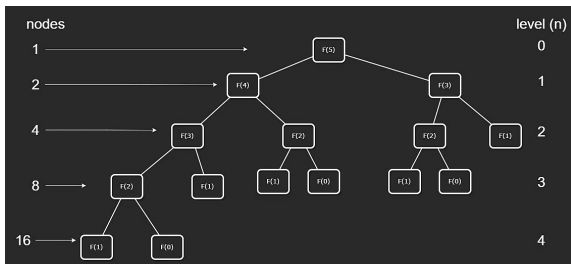 nodes level (n)
1 F(5) 0
2 F(4) F(3) 1
4 F(3) F(2) F(2) F(1) 2
8 F(2) F(1) F(1) F(0) F(1) F(0) 3
16 F(1) F(0) 4